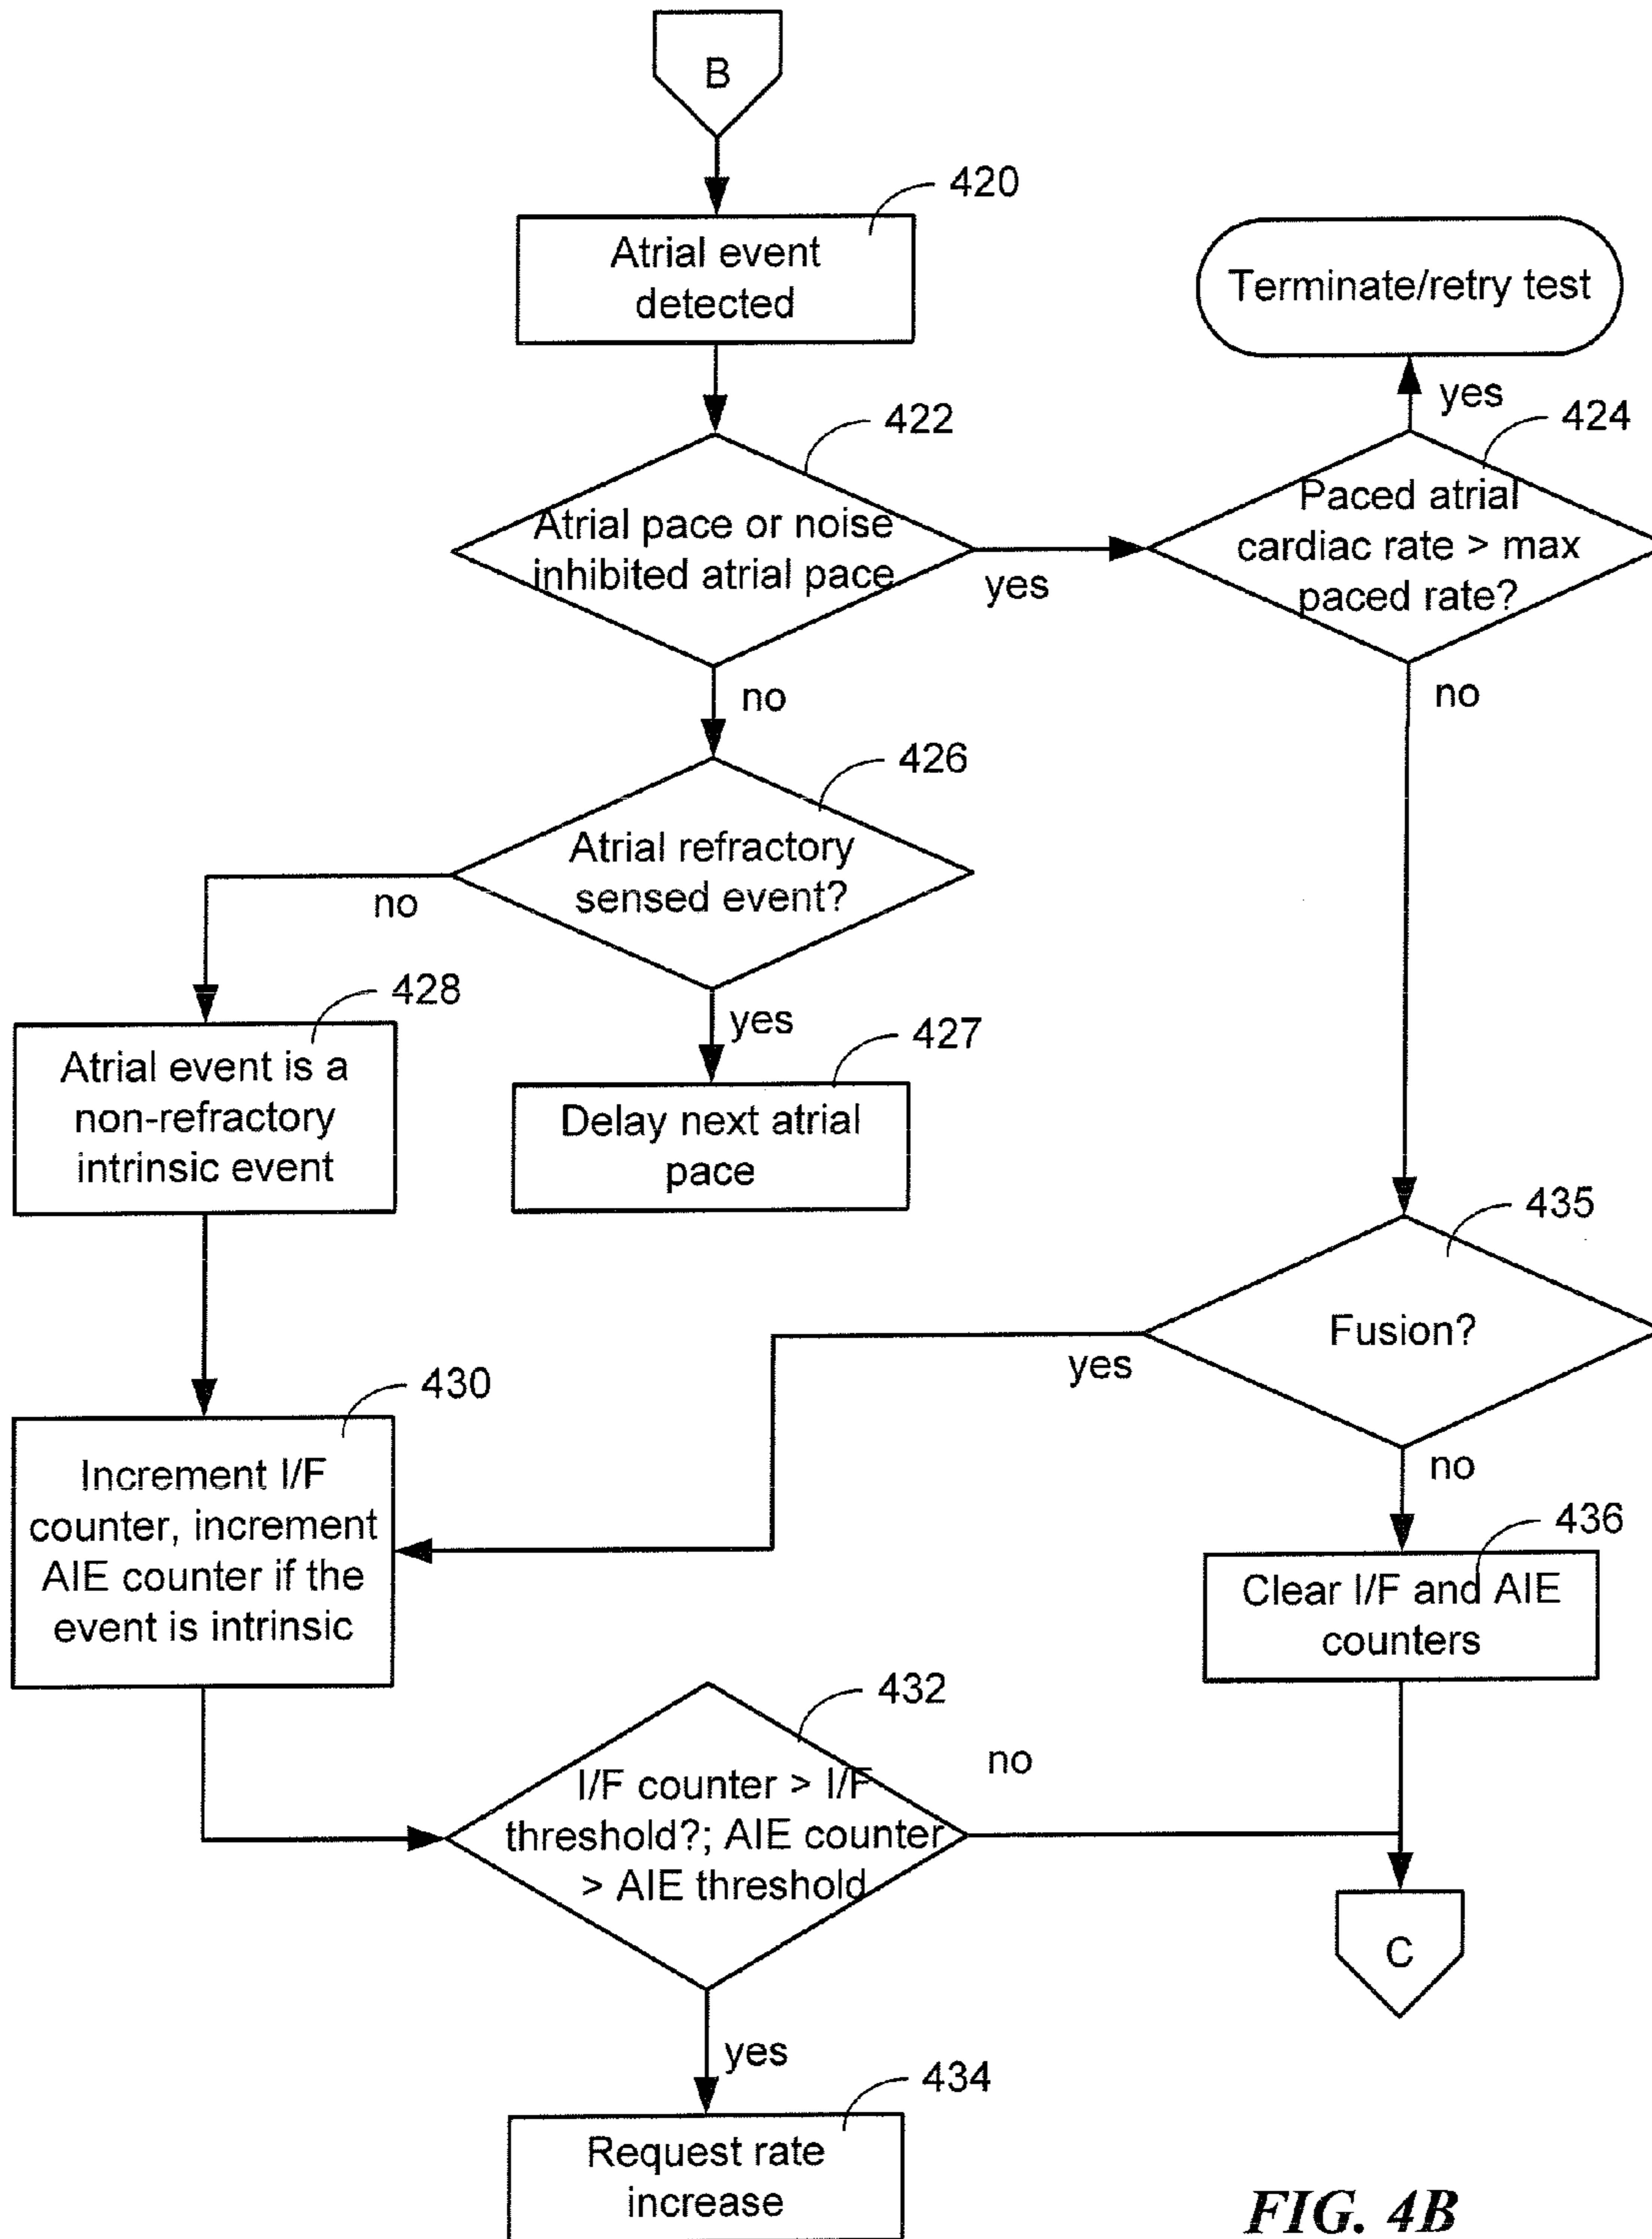 B
420
Atrial event
detected
Terminate/retry test
yes
422
424
Atrial pace or noise
inhibited atrial pace
yes
Paced atrial
cardiac rate > max
paced rate?
no
no
426
Atrial refractory
sensed event?
no
yes
428
Atrial event is a
non-refractory
intrinsic event
427
Delay next atrial
pace
435
Fusion?
yes
no
430
Increment I/F
counter, increment
AIE counter if the
event is intrinsic
436
Clear I/F and AIE
counters
432
I/F counter > I/F
threshold?; AIE counter
> AIE threshold
no
yes
C
434
Request rate
increase
FIG. 4B